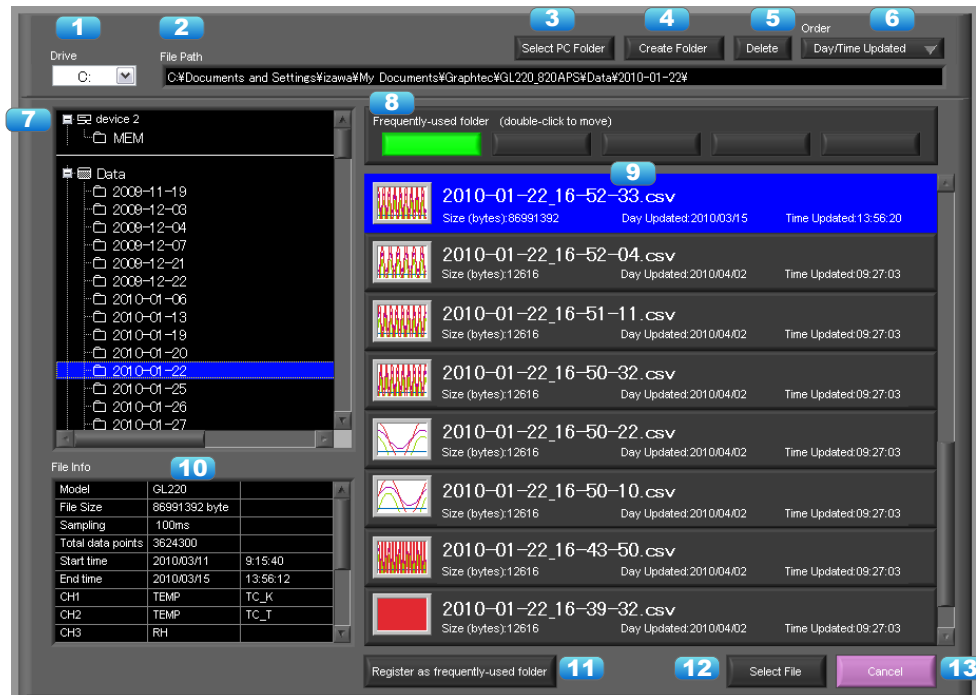 1
2
3
4
5
6
Drive
File Path
Select PC Folder
Create Folder
Delete
Order
Day/Time Updated
C:
C:¥Documents and Settings¥izawa¥My Documents¥Graphtec¥GL220_820APS¥Data¥2010-01-22¥
7
device 2
MEM
Data
2009-11-19
2009-12-03
2009-12-04
2009-12-07
2009-12-21
2009-12-22
2010-01-06
2010-01-13
2010-01-19
2010-01-20
2010-01-22
2010-01-25
2010-01-26
2010-01-27
8
Frequently-used folder (double-click to move)
9
2010-01-22_16-52-33.csv
Size (bytes):86991392 Day Updated:2010/03/15 Time Updated:13:56:20
2010-01-22_16-52-04.csv
Size (bytes):12616 Day Updated:2010/04/02 Time Updated:09:27:03
2010-01-22_16-51-11.csv
Size (bytes):12616 Day Updated:2010/04/02 Time Updated:09:27:03
2010-01-22_16-50-32.csv
Size (bytes):12616 Day Updated:2010/04/02 Time Updated:09:27:03
2010-01-22_16-50-22.csv
Size (bytes):12616 Day Updated:2010/04/02 Time Updated:09:27:03
2010-01-22_16-50-10.csv
Size (bytes):12616 Day Updated:2010/04/02 Time Updated:09:27:03
2010-01-22_16-43-50.csv
Size (bytes):12616 Day Updated:2010/04/02 Time Updated:09:27:03
2010-01-22_16-39-32.csv
Size (bytes):12616 Day Updated:2010/04/02 Time Updated:09:27:03
File Info
10
Model GL220
File Size 86991392 byte
Sampling 100ms
Total data points 3624300
Start time 2010/03/11 9:15:40
End time 2010/03/15 13:56:12
CH1 TEMP TC_K
CH2 TEMP TC_T
CH3 RH
Register as frequently-used folder
11
12
Select File
Cancel
13